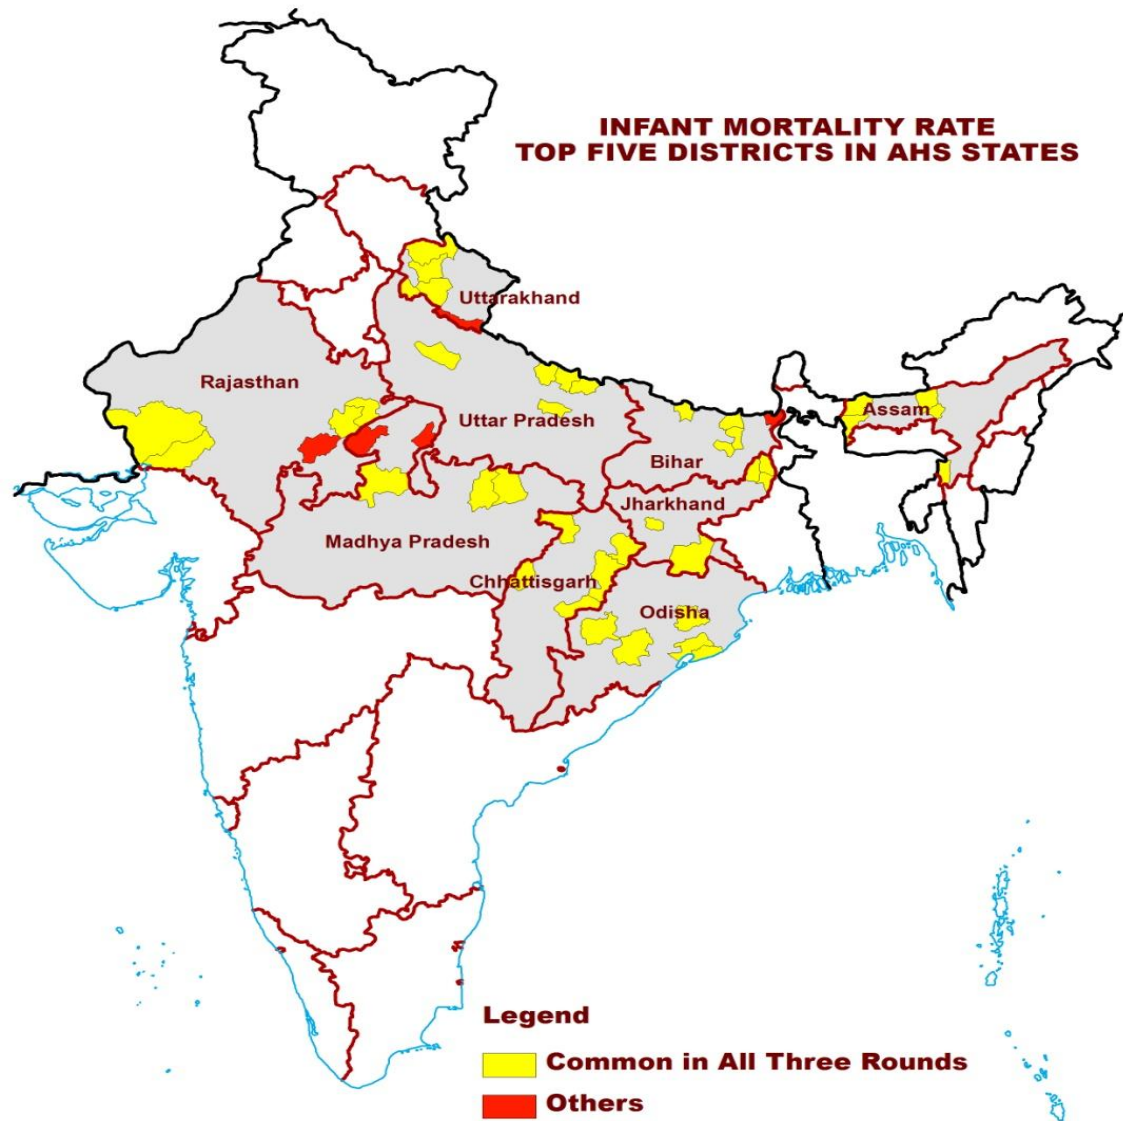 INFANT MORTALITY RATE
TOP FIVE DISTRICTS IN AHS STATES
Uttarakhand
Rajasthan
Uttar Pradesh
Assam
Bihar
Jharkhand
Madhya Pradesh
Chhattisgarh
Odisha
Legend
Common in All Three Rounds
Others